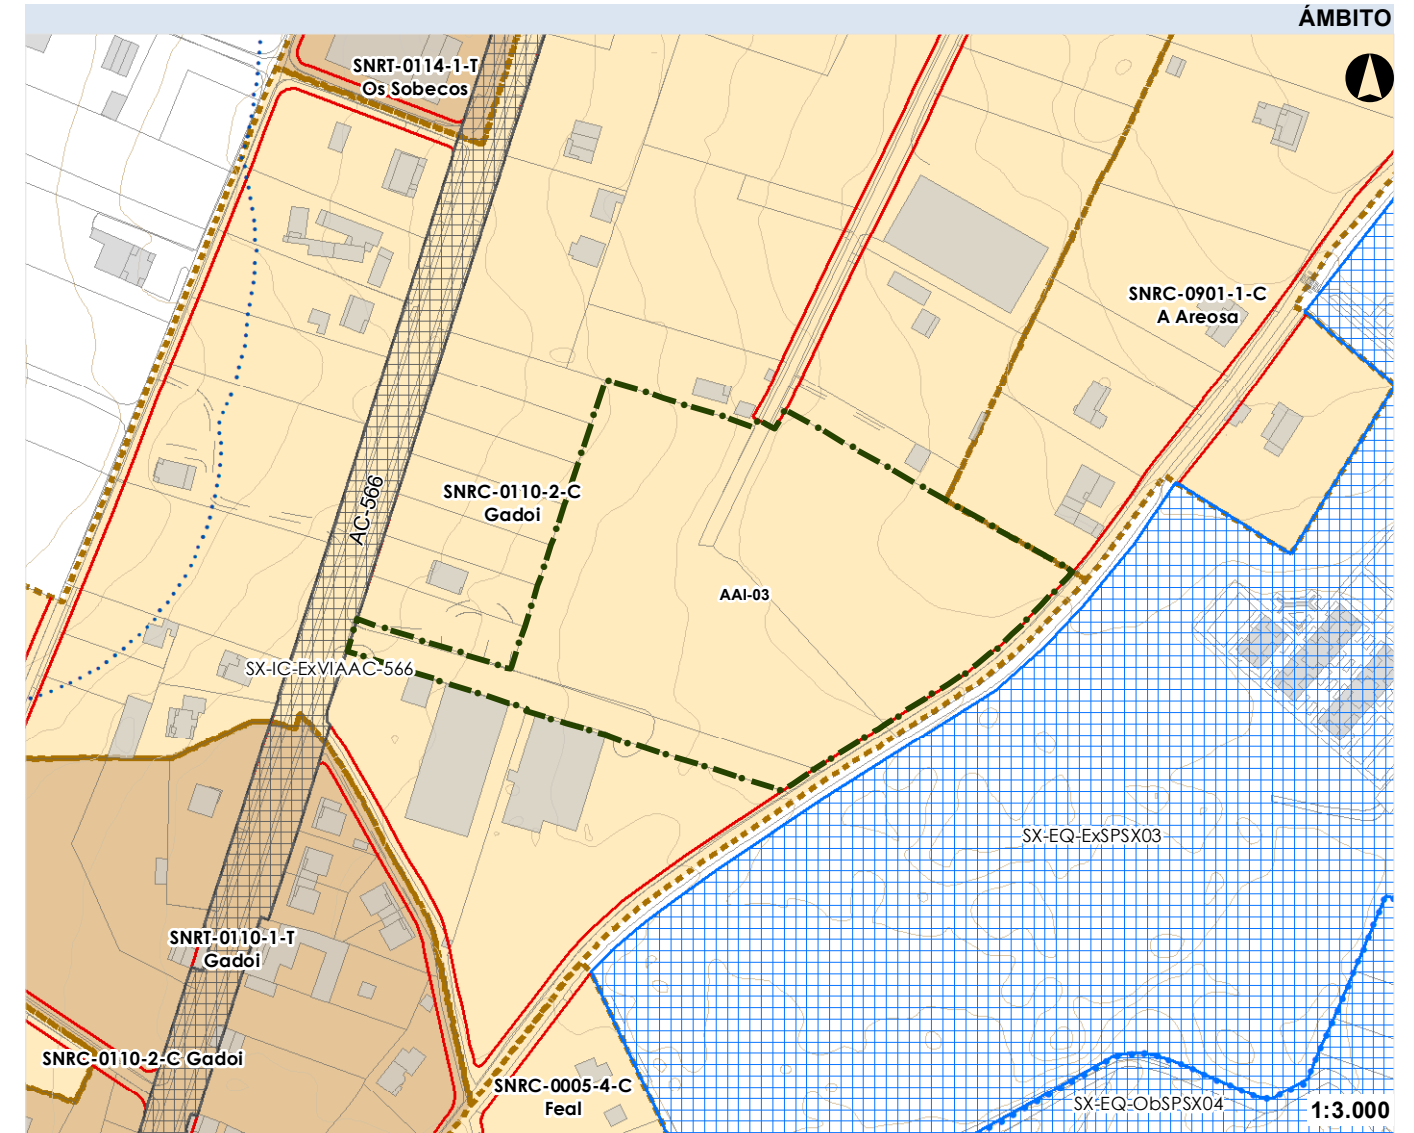 ÁMBITO
SNRT-0114-1-T
Os Sobecos
SNRC-0901-1-C
A Areosa
SNRC-0110-2-C
Gadoi
AC-566
AAI-03
SX-IC-ExVIAAC-566
SX-EQ-ExSPSX03
SNRT-0110-1-T
Gadoi
SNRC-0110-2-C Gadoi
SNRC-0005-4-C
Feal
SX-EQ-ObSPSX04
1:3.000